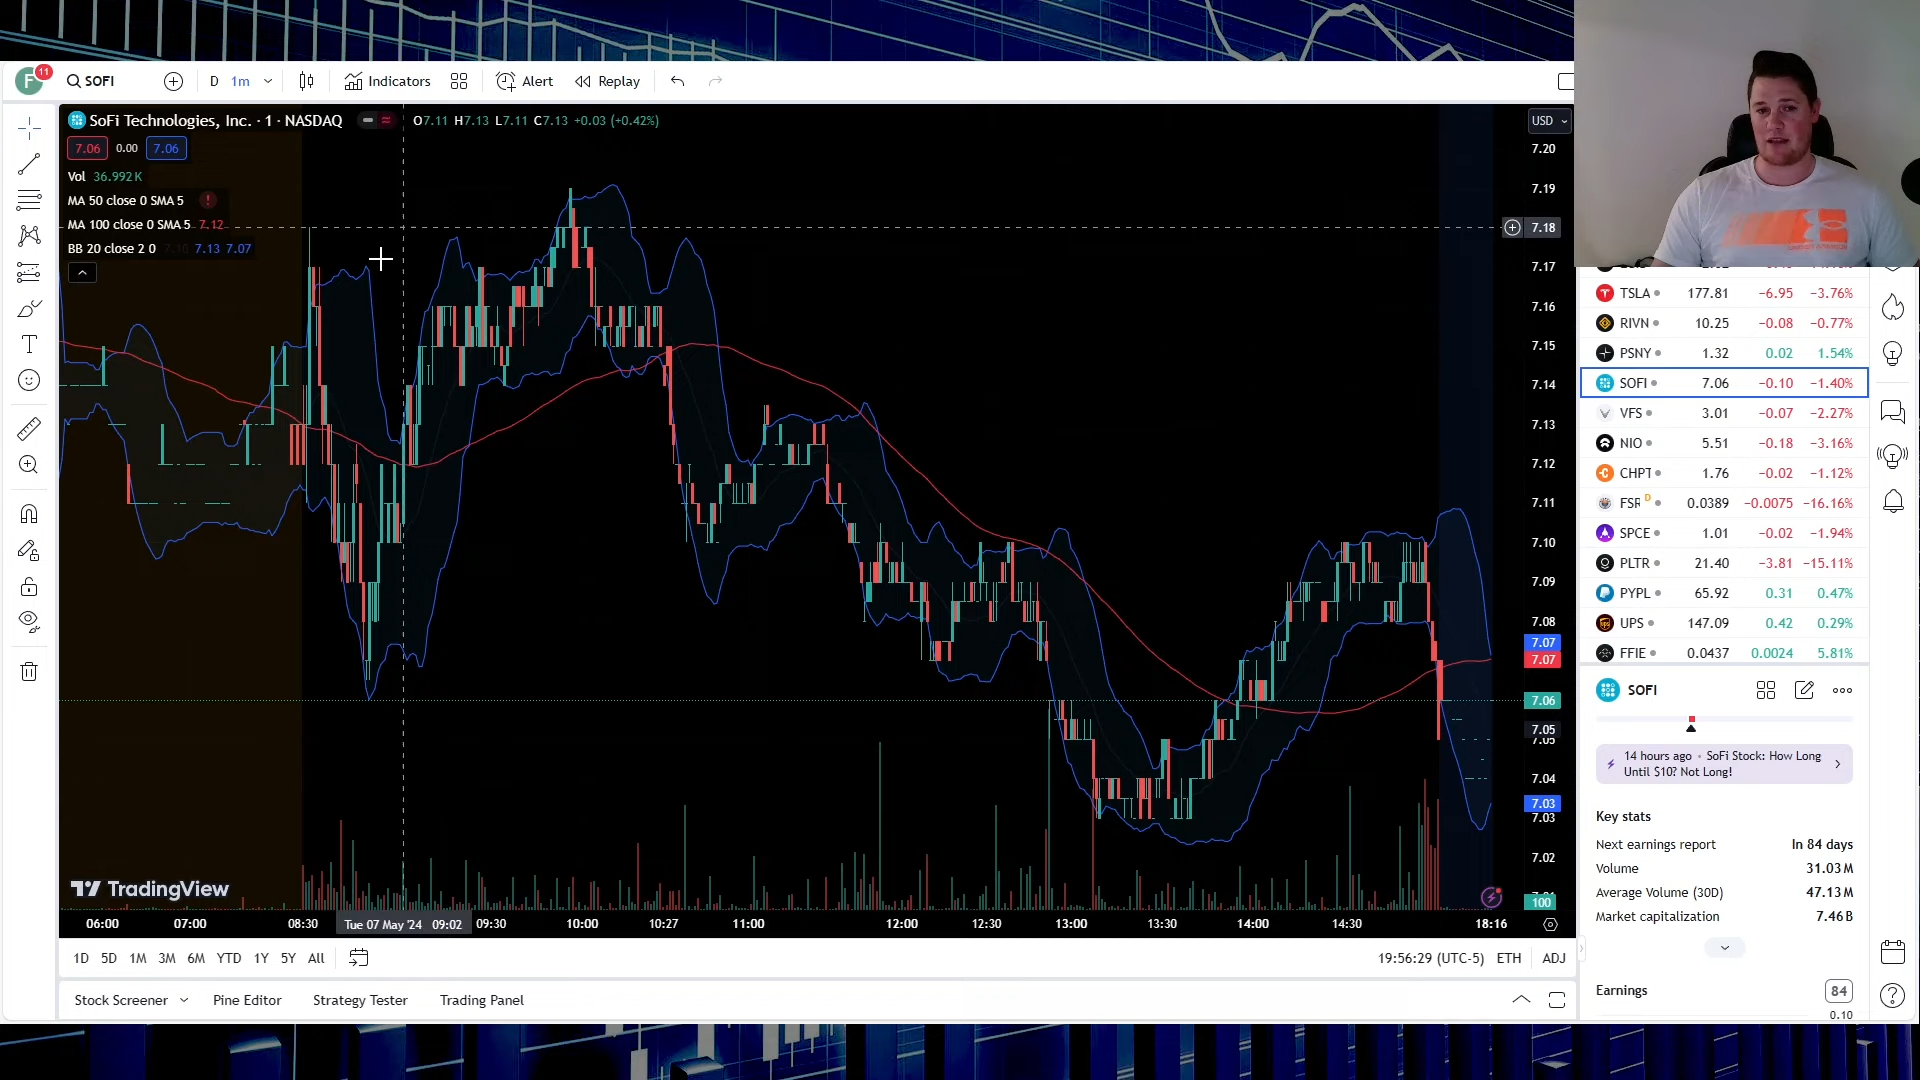 F 11 SOFI D 1m Indicators Alert Replay
SoFi Technologies, Inc. · 1 · NASDAQ O7.11 H7.13 L7.11 C7.13 +0.03 (+0.42%)
USD
7.06 0.00 7.06
Vol 36.992K
MA 50 close 0 SMA 5
MA 100 close 0 SMA 5 7.12
BB 20 close 2 0 7.10 7.13 7.07
7.20
7.19
7.18
7.17
7.16
7.15
7.14
7.13
7.12
7.11
7.10
7.09
7.08
7.07
7.07
7.06
7.05
7.05
7.04
7.03
7.03
7.02
100
TradingView
06:00 07:00 08:30 Tue 07 May '24 09:02 09:30 10:00 10:27 11:00 12:00 12:30 13:00 13:30 14:00 14:30 18:16
1D 5D 1M 3M 6M YTD 1Y 5Y All 19:56:29 (UTC-5) ETH ADJ
Stock Screener Pine Editor Strategy Tester Trading Panel
TSLA 177.81 −6.95 −3.76%
RIVN 10.25 −0.08 −0.77%
PSNY 1.32 0.02 1.54%
SOFI 7.06 −0.10 −1.40%
VFS 3.01 −0.07 −2.27%
NIO 5.51 −0.18 −3.16%
CHPT 1.76 −0.02 −1.12%
FSR D 0.0389 −0.0075 −16.16%
SPCE 1.01 −0.02 −1.94%
PLTR 21.40 −3.81 −15.11%
PYPL 65.92 0.31 0.47%
UPS 147.09 0.42 0.29%
FFIE 0.0437 0.0024 5.81%
SOFI
14 hours ago · SoFi Stock: How Long
Until $10? Not Long!
Key stats
Next earnings report In 84 days
Volume 31.03M
Average Volume (30D) 47.13M
Market capitalization 7.46B
Earnings 84
0.10